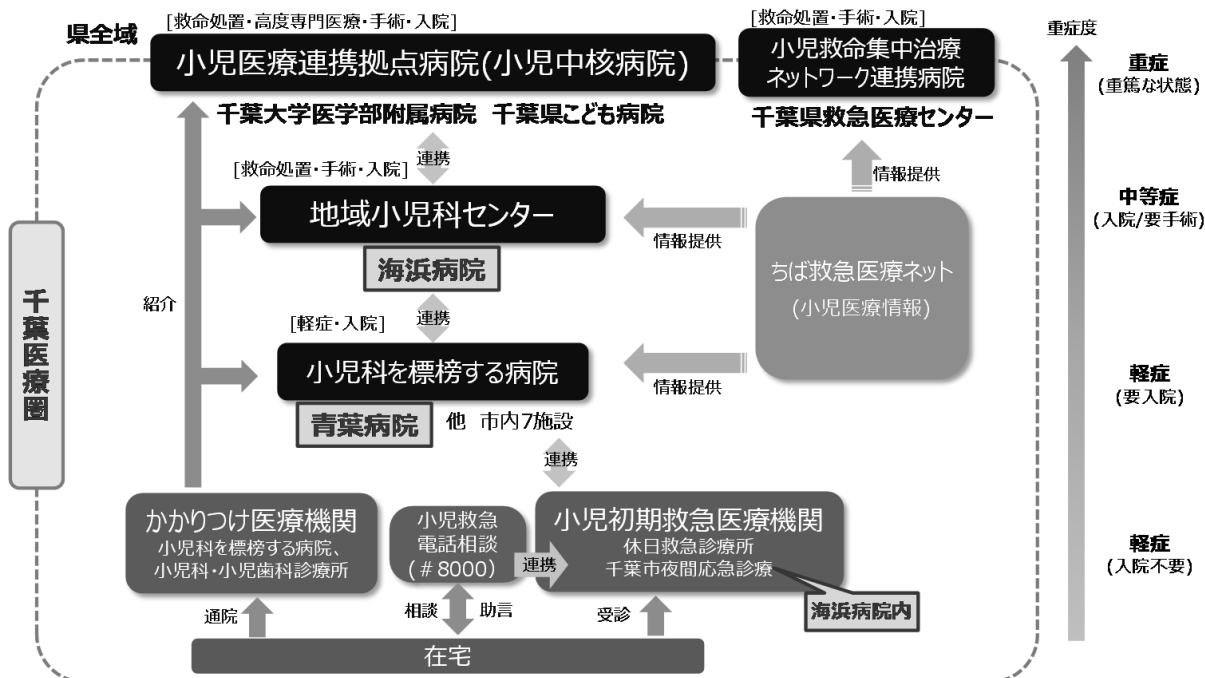 [救命処置・高度専門医療・手術・入院]
[救命処置・手術・入院]
重症度
県全域
小児医療連携拠点病院(小児中核病院)
小児救命集中治療
ネットワーク連携病院
重症
(重篤な状態)
千葉大学医学部附属病院 千葉県こども病院
千葉県救急医療センター
連携
情報提供
[救命処置・手術・入院]
地域小児科センター
中等症
(入院/要手術)
情報提供
海浜病院
ちば救急医療ネット
(小児医療情報)
千葉医療圏
紹介
連携
[軽症・入院]
小児科を標榜する病院
情報提供
軽症
(要入院)
青葉病院 他 市内7施設
連携
かかりつけ医療機関
小児科を標榜する病院、
小児科・小児歯科診療所
小児救急
電話相談
(#8000)
連携
小児初期救急医療機関
休日救急診療所
千葉市夜間応急診療
軽症
(入院不要)
海浜病院内
通院
相談
助言
受診
在宅